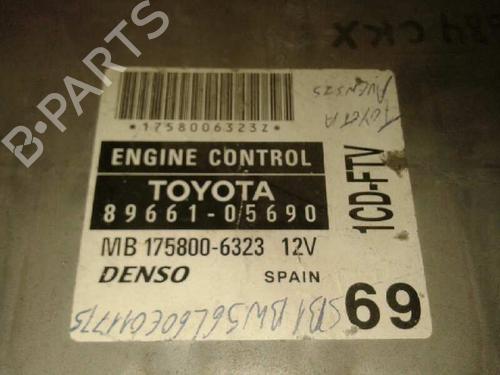 B-PARTS
*1758006323Z*
ENGINE CONTROL
TOYOTA
89661-05690
MB 175800-6323 12V
DENSO SPAIN
1CD-FTV
69
TOYOTA
AVENSIS